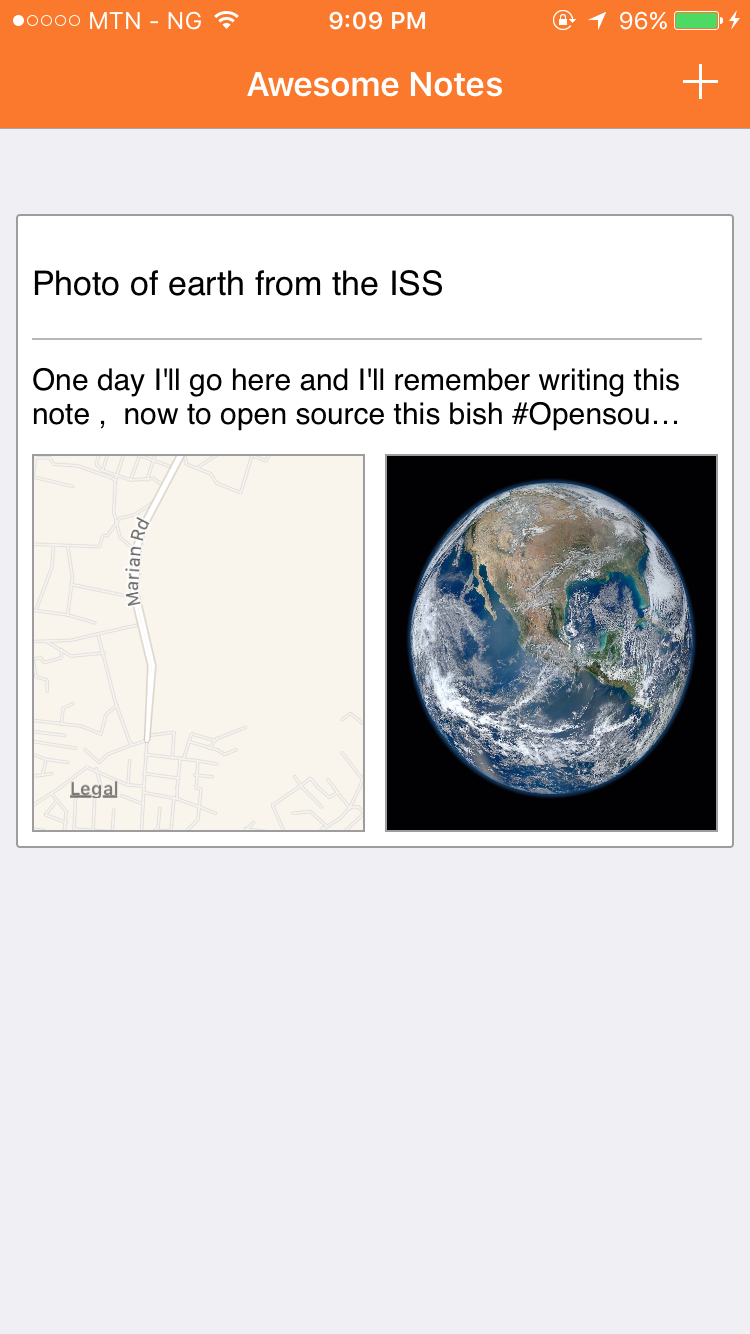 MTN - NG 9:09 PM 96%
Awesome Notes
Photo of earth from the ISS
One day I'll go here and I'll remember writing this
note ,  now to open source this bish #Opensou…
Marian Rd
Legal